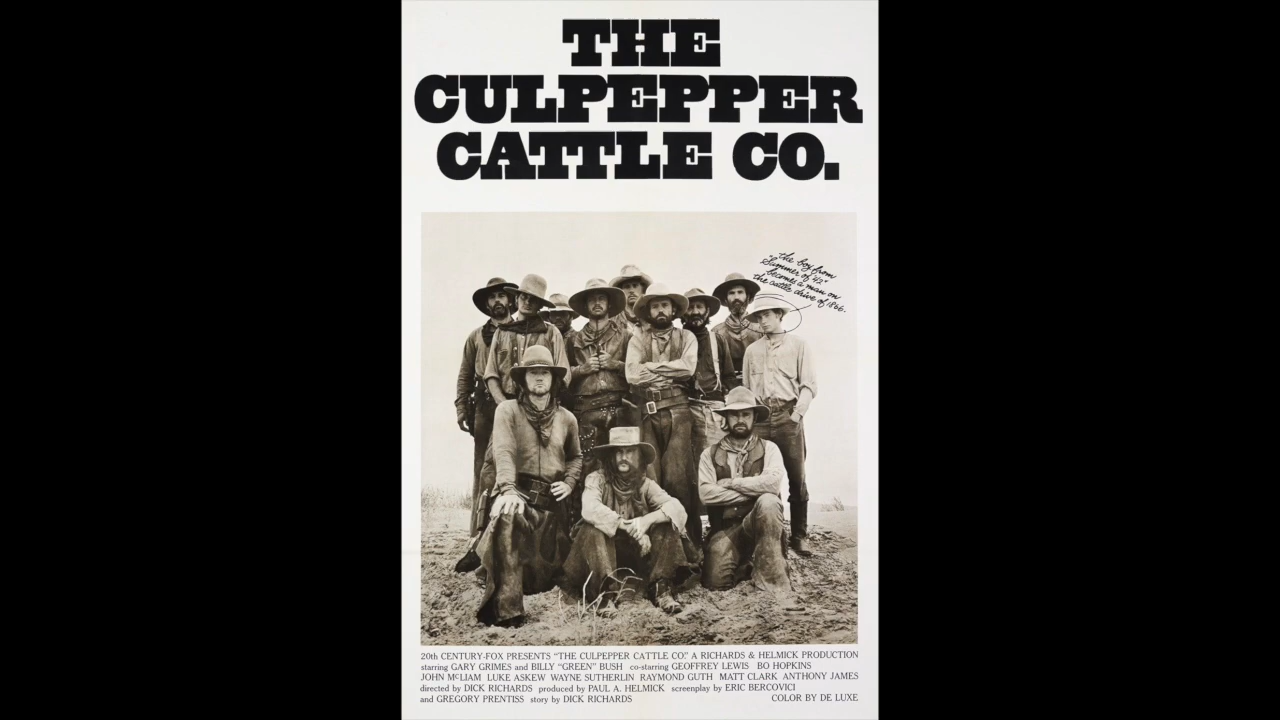 THE
CULPEPPER
CATTLE CO.
the boy from
"Summer of '42"
becomes a man on
the cattle drive of 1866.
20th CENTURY-FOX PRESENTS "THE CULPEPPER CATTLE CO." A RICHARDS & HELMICK PRODUCTION
starring GARY GRIMES and BILLY "GREEN" BUSH co-starring GEOFFREY LEWIS BO HOPKINS
JOHN McLIAM LUKE ASKEW WAYNE SUTHERLIN RAYMOND GUTH MATT CLARK ANTHONY JAMES
directed by DICK RICHARDS produced by PAUL A. HELMICK screenplay by ERIC BERCOVICI
and GREGORY PRENTISS story by DICK RICHARDS COLOR BY DE LUXE